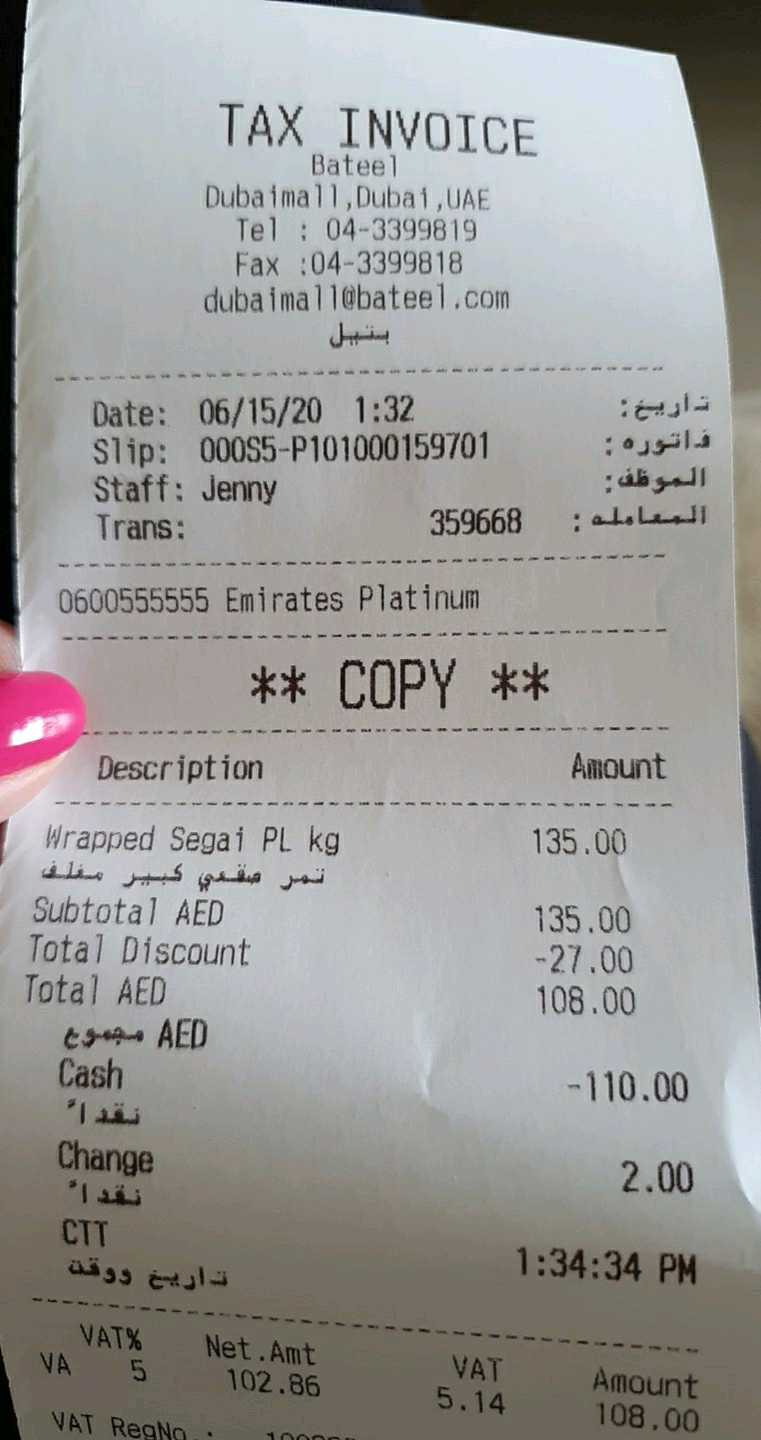 TAX INVOICE
Bateel
Dubaimall,Dubai,UAE
Tel : 04-3399819
Fax :04-3399818
dubaimall@bateel.com
بتيل
Date: 06/15/20 1:32 تاريخ:
Slip: 000S5-P101000159701 فاتوره:
Staff: Jenny الموظف:
Trans: 359668 المعامله:
0600555555 Emirates Platinum
** COPY **
Description Amount
Wrapped Segai PL kg 135.00
تمر صقعي كبير مغلف
Subtotal AED 135.00
Total Discount -27.00
Total AED 108.00
مجموع AED
Cash -110.00
نقداً
Change 2.00
نقداً
CTT 1:34:34 PM
تاريخ ووقت
VAT% Net.Amt VAT Amount
VA 5 102.86 5.14 108.00
VAT RegNo.: